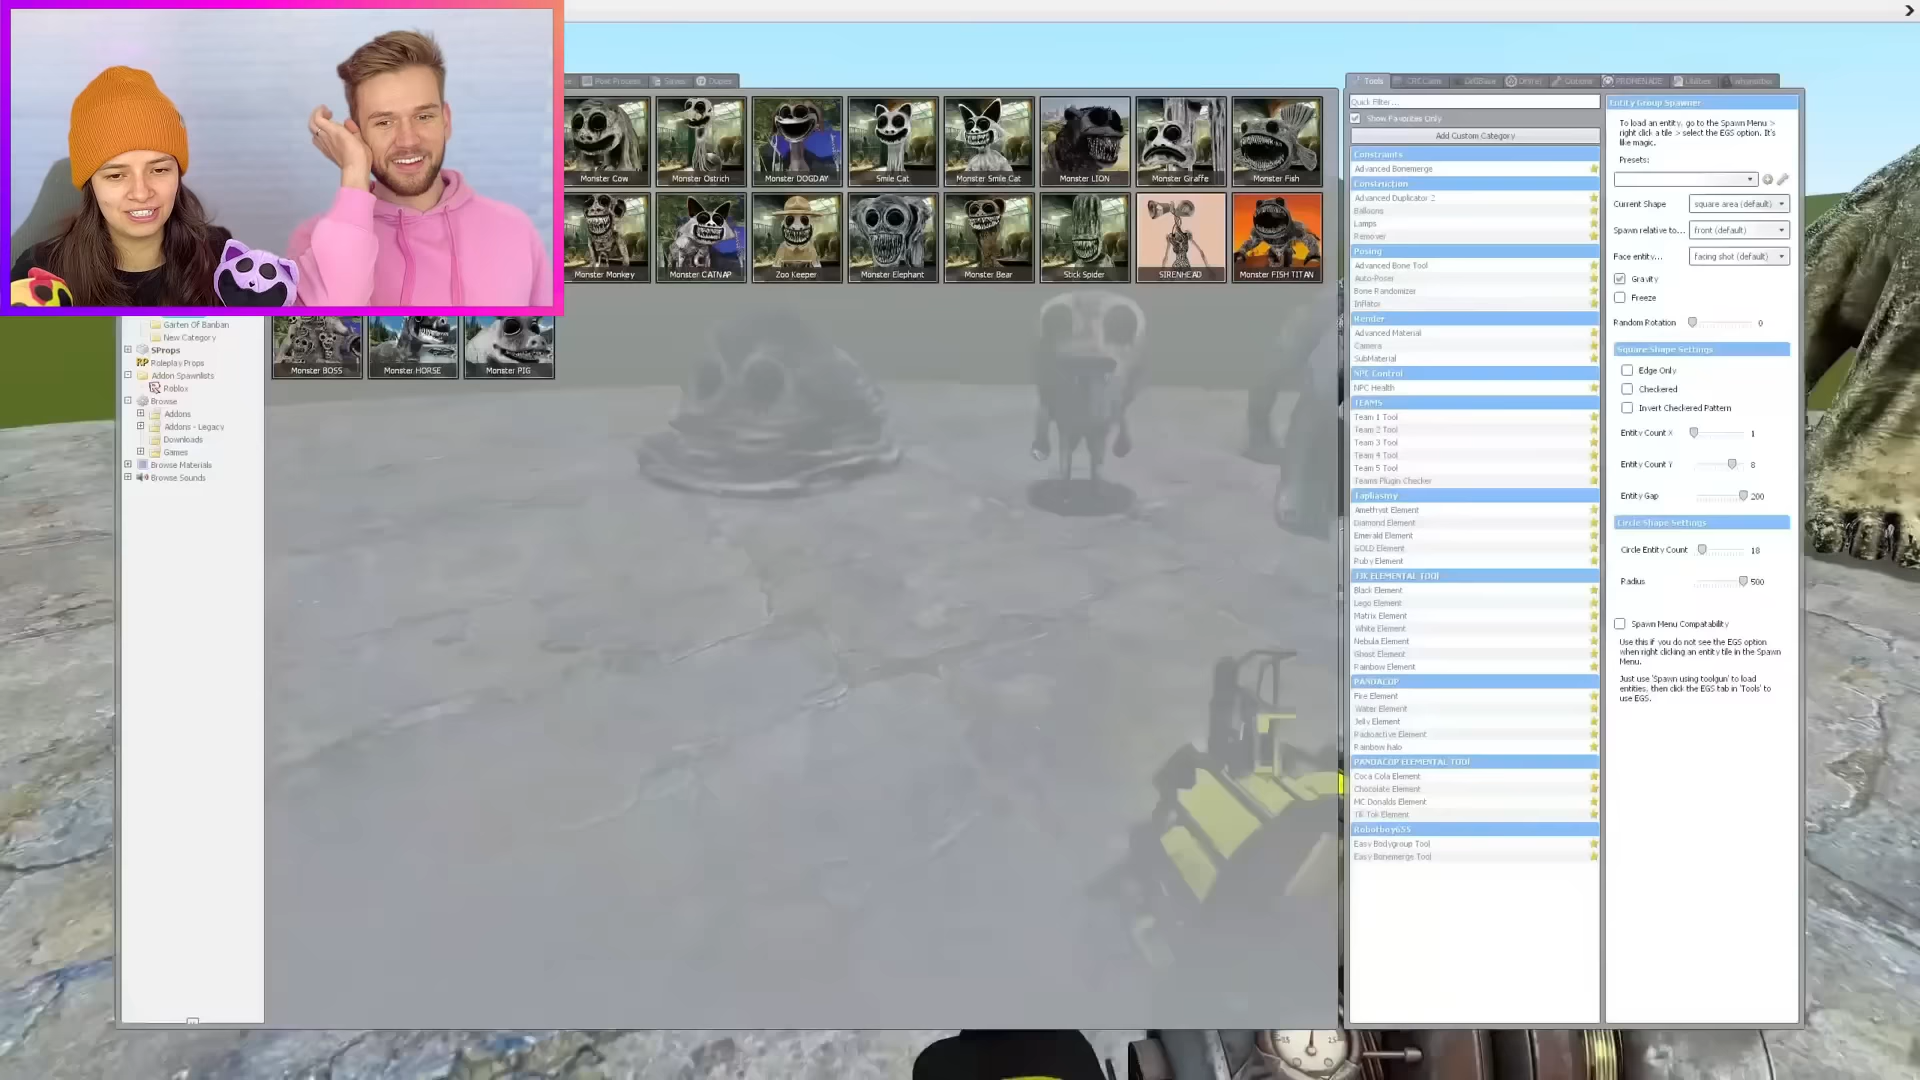 Post Process
Saves
Dupes
Monster Cow
Monster Ostrich
Monster DOGDAY
Smile Cat
Monster Smile Cat
Monster LION
Monster Giraffe
Monster Fish
Monster Monkey
Monster CATNAP
Zoo Keeper
Monster Elephant
Monster Bear
Stick Spider
SIRENHEAD
Monster FISH TITAN
Monster BOSS
Monster HORSE
Monster PIG
Garten Of Banban
New Category
SProps
Roleplay Props
Addon Spawnlists
Roblox
Browse
Addons
Addons - Legacy
Downloads
Games
Browse Materials
Browse Sounds
Tools
Options
Utilities
Quick Filter...
Show Favorites Only
Add Custom Category
Constraints
Advanced Bonemerge
Construction
Advanced Duplicator 2
Balloons
Lamps
Remover
Posing
Advanced Bone Tool
Auto-Poser
Bone Randomizer
Inflator
Render
Advanced Material
Camera
SubMaterial
NPC Control
NPC Health
TEAMS
Team 1 Tool
Team 2 Tool
Team 3 Tool
Team 4 Tool
Team 5 Tool
Teams Plugin Checker
Amethyst Element
Diamond Element
Emerald Element
GOLD Element
Ruby Element
Black Element
Lego Element
Matrix Element
White Element
Nebula Element
Ghost Element
Rainbow Element
PANDACOP
Fire Element
Water Element
Jelly Element
Radioactive Element
Rainbow halo
PANDACOP ELEMENTAL TOOl
Coca Cola Element
Chocolate Element
MC Donalds Element
Tik Tok Element
Robotboy655
Easy Bodygroup Tool
Easy Bonemerge Tool
Entity Group Spawner
To load an entity, go to the Spawn Menu >
right click a tile > select the EGS option. It's
like magic.
Presets:
Current Shape
square area (default)
Spawn relative to...
front (default)
Face entity...
facing shot (default)
Gravity
Freeze
Random Rotation
0
Square Shape Settings
Edge Only
Checkered
Invert Checkered Pattern
Entity Count X
1
Entity Count Y
8
Entity Gap
200
Circle Shape Settings
Circle Entity Count
18
Radius
500
Spawn Menu Compatability
Use this if you do not see the EGS option
when right clicking an entity tile in the Spawn
Menu.
Just use 'Spawn using toolgun' to load
entities, then click the EGS tab in 'Tools' to
use EGS.